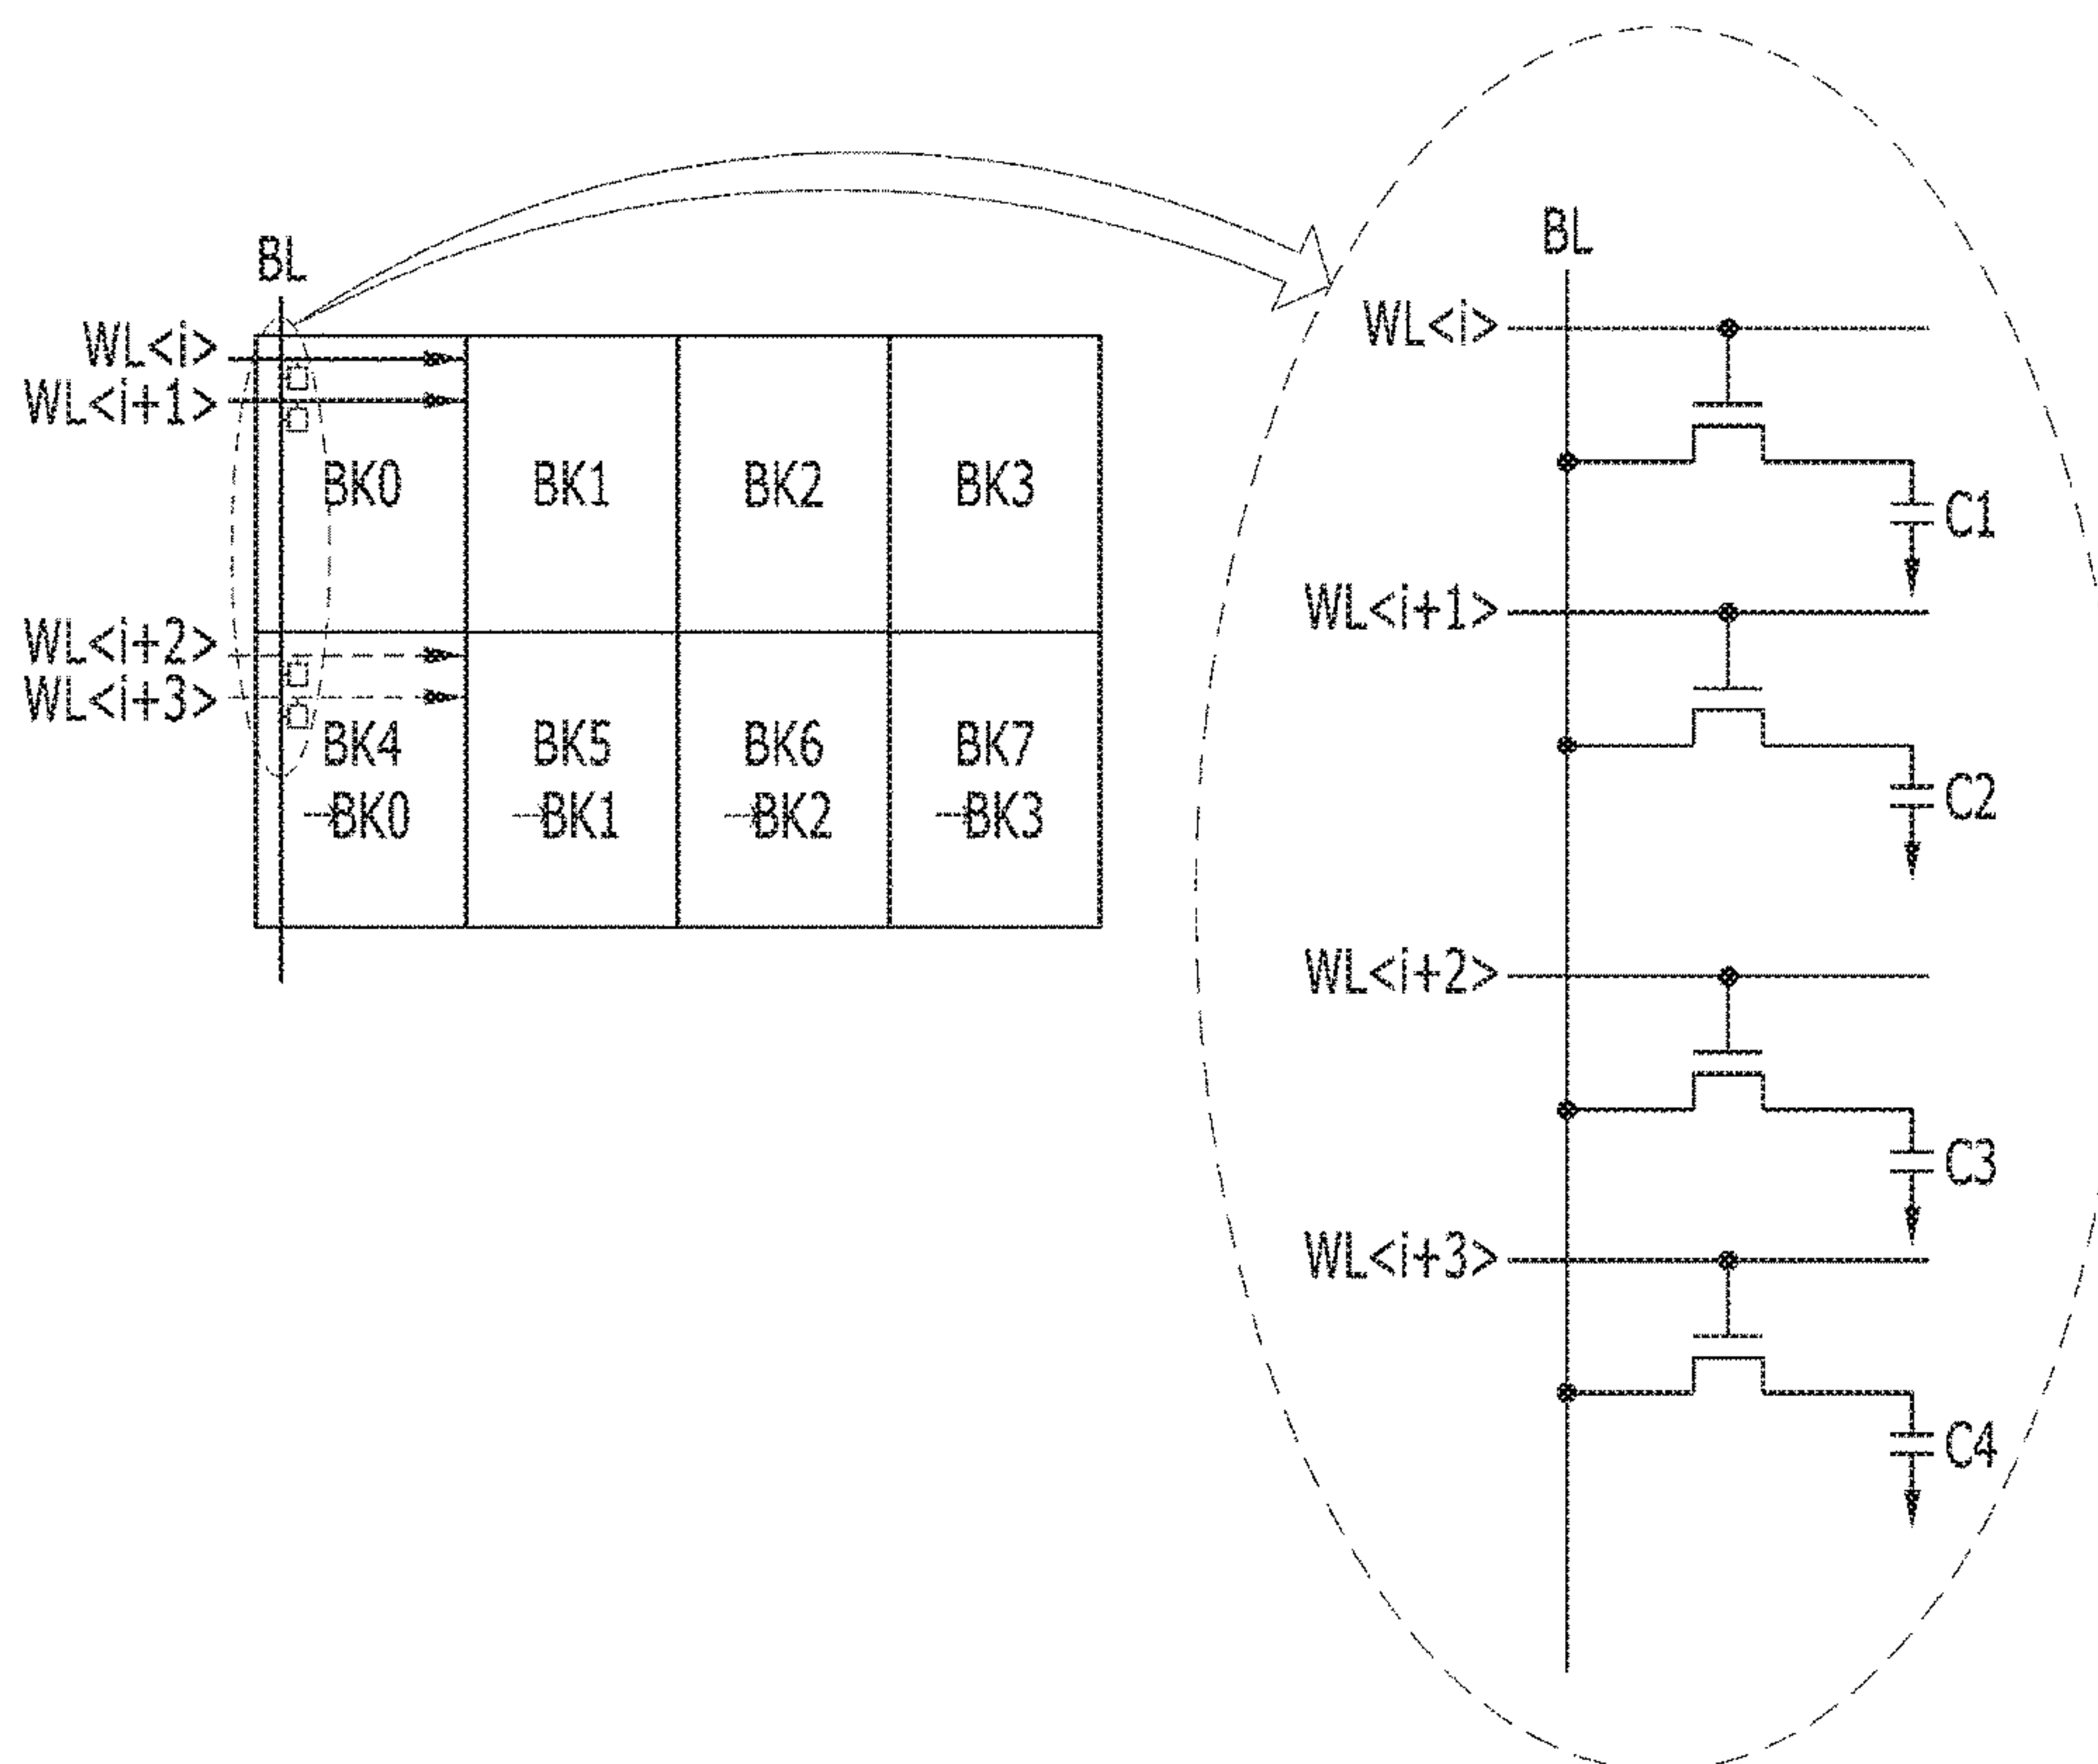 BL
WL<i>
WL<i+1>
BK0 BK1 BK2 BK3
WL<i+2>
WL<i+3>
BK4 BK5 BK6 BK7
→BK0 →BK1 →BK2 →BK3
BL
WL<i>
C1
WL<i+1>
C2
WL<i+2>
C3
WL<i+3>
C4